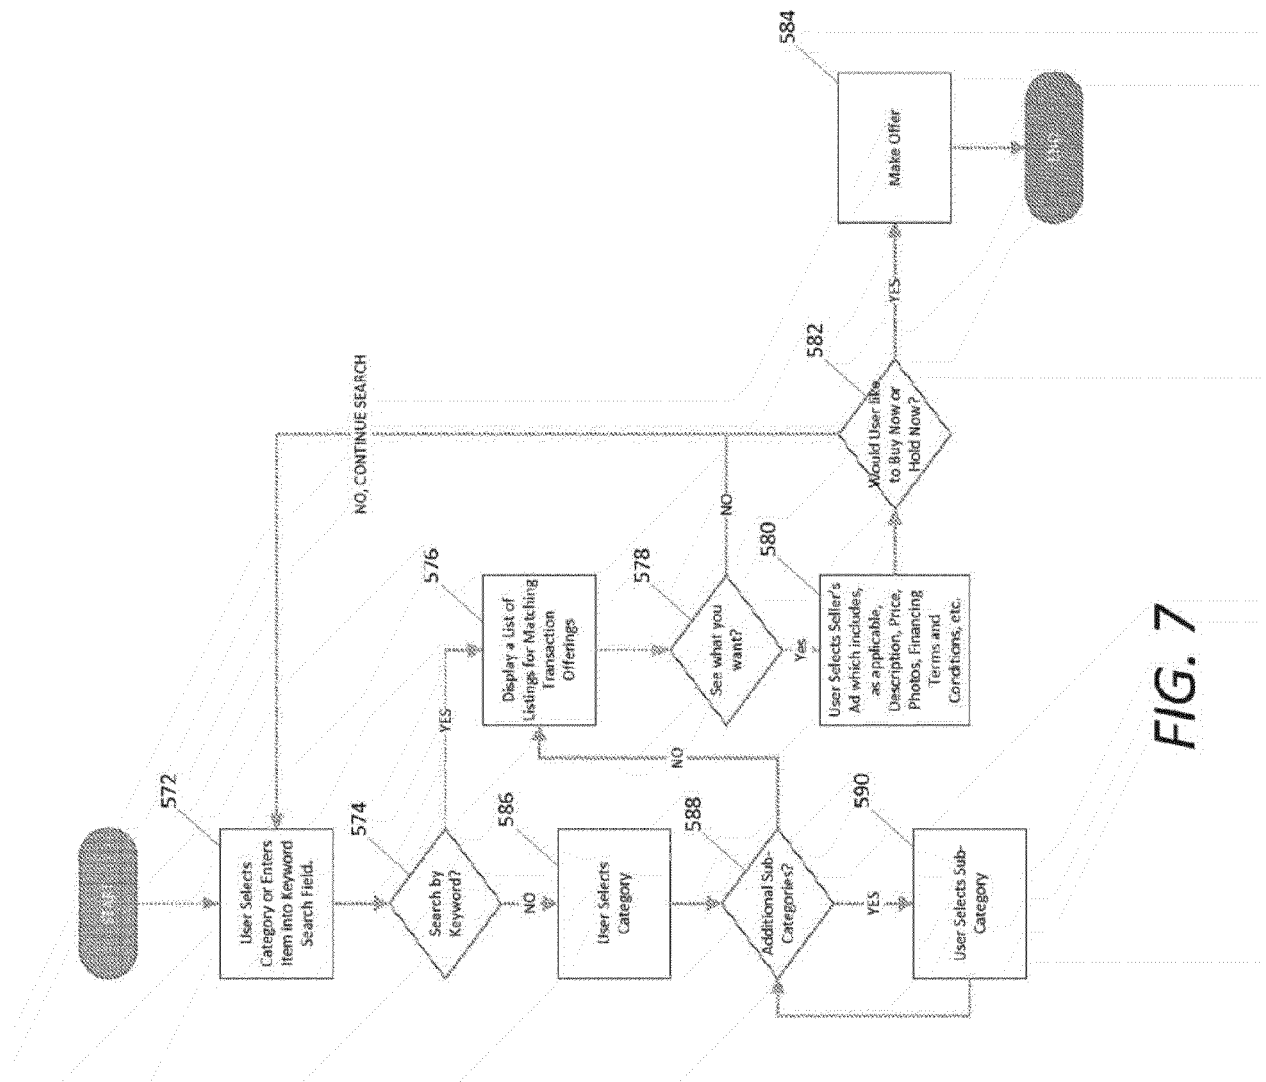 572
User Selects
Category or Enters
Item into Keyword
Search Field.
574
Search by
Keyword?
YES
NO
576
Display a List of
Listings for Matching
Transaction
Offerings
578
See what you
want?
NO
Yes
580
User Selects Seller's
Ad which includes,
as applicable,
Description, Price,
Photos, Financing
Terms and
Conditions, etc.
582
Would User like
to Buy Now or
Hold Now?
NO, CONTINUE SEARCH
YES
584
Make Offer
586
User Selects
Category
588
Additional Sub-
Categories?
NO
YES
590
User Selects Sub-
Category
FIG. 7